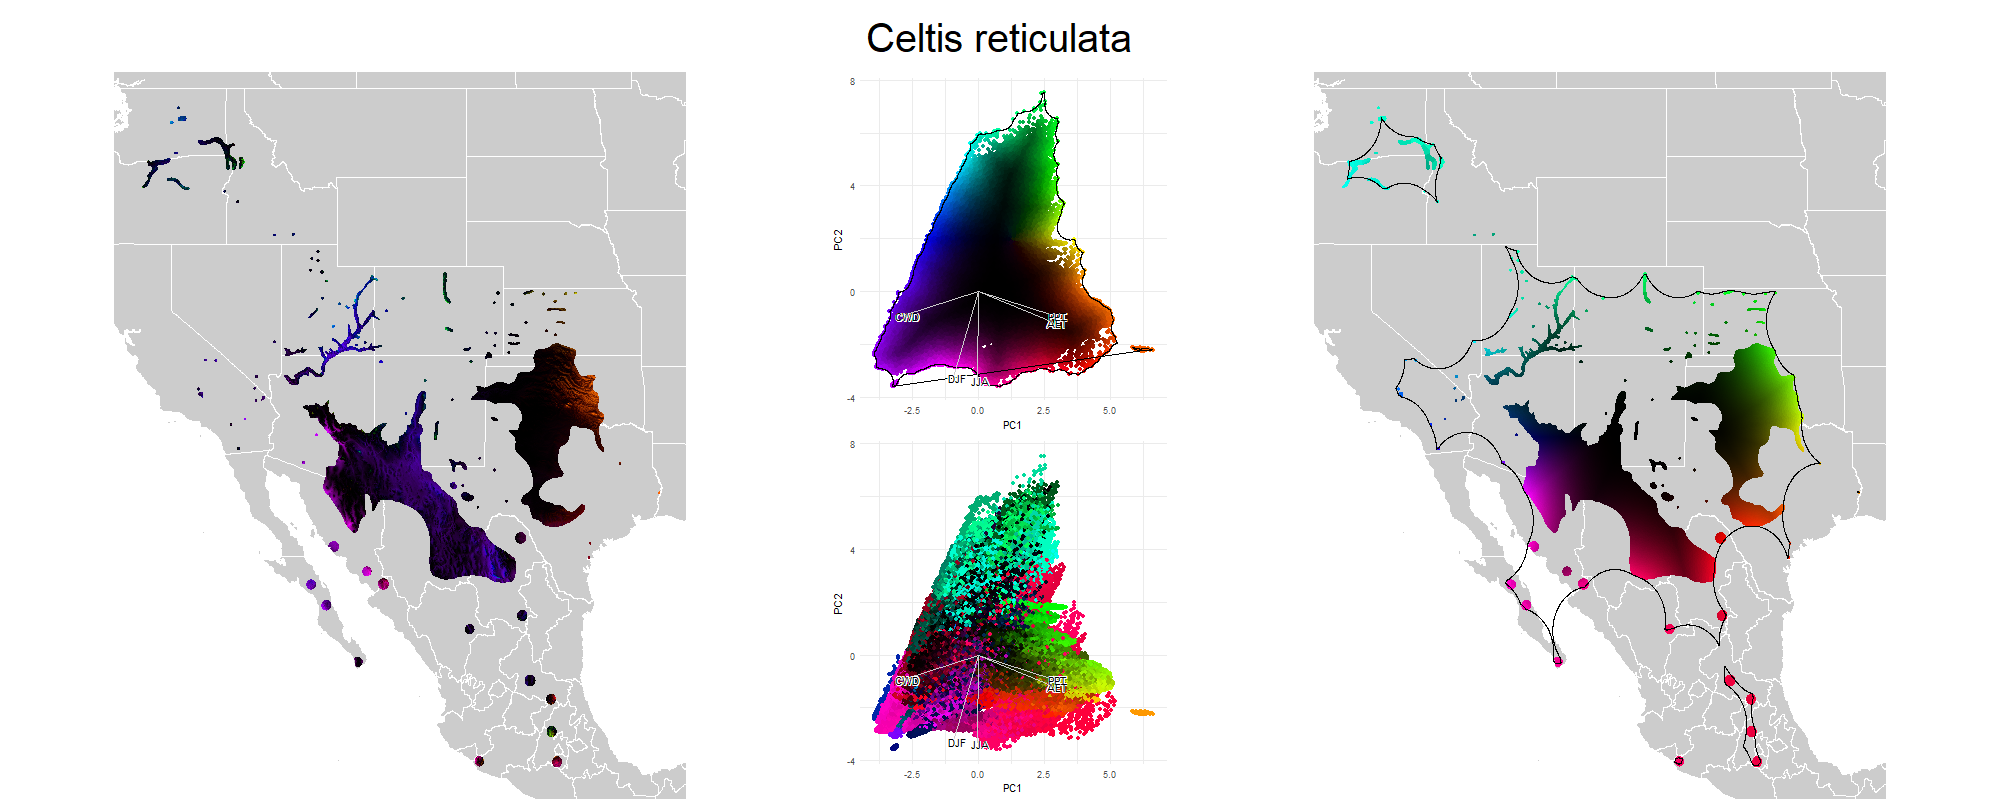 Celtis reticulata
8
4
0
-4
PC2
CWD
PPT
AET
DJF
JJA
-2.5
0.0
2.5
5.0
PC1
8
4
0
-4
PC2
CWD
PPT
AET
DJF
JJA
-2.5
0.0
2.5
5.0
PC1